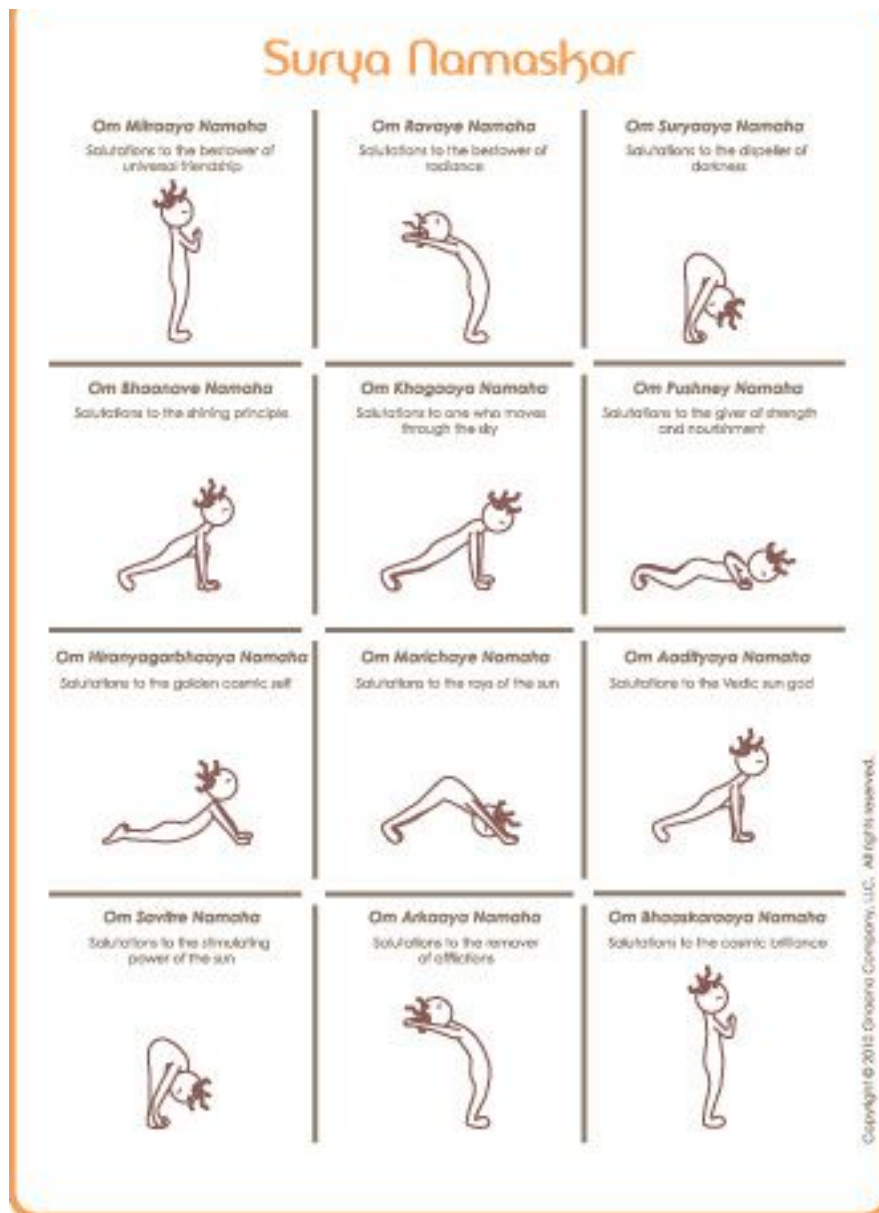 Surya Namaskar
Om Mitraaya Namaha
Salutations to the bestower of
universal friendship
Om Ravaye Namaha
Salutations to the bestower of
radiance
Om Suryaaya Namaha
Salutations to the dispeller of
darkness
Om Bhaanave Namaha
Salutations to the shining principle
Om Khagaaya Namaha
Salutations to one who moves
through the sky
Om Pushney Namaha
Salutations to the giver of strength
and nourishment
Om Hiranyagarbhaaya Namaha
Salutations to the golden cosmic self
Om Marichaye Namaha
Salutations to the rays of the sun
Om Aadityaya Namaha
Salutations to the Vedic sun god
Om Savitre Namaha
Salutations to the stimulating
power of the sun
Om Arkaaya Namaha
Salutations to the remover
of afflictions
Om Bhaaskaraaya Namaha
Salutations to the cosmic brilliance
Copyright © 2010 Company, LLC. All rights reserved.